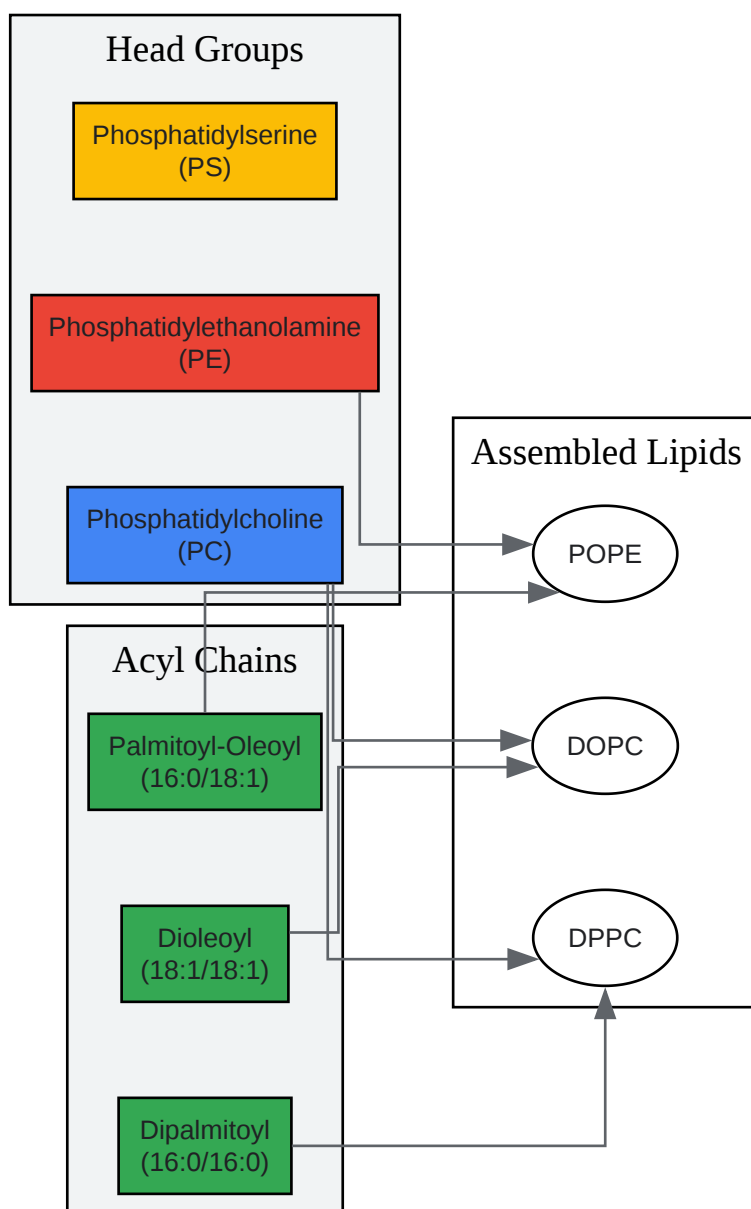 Head Groups
Phosphatidylserine
(PS)
Phosphatidylethanolamine
(PE)
Phosphatidylcholine
(PC)
Acyl Chains
Palmitoyl-Oleoyl
(16:0/18:1)
Dioleoyl
(18:1/18:1)
Dipalmitoyl
(16:0/16:0)
Assembled Lipids
POPE
DOPC
DPPC